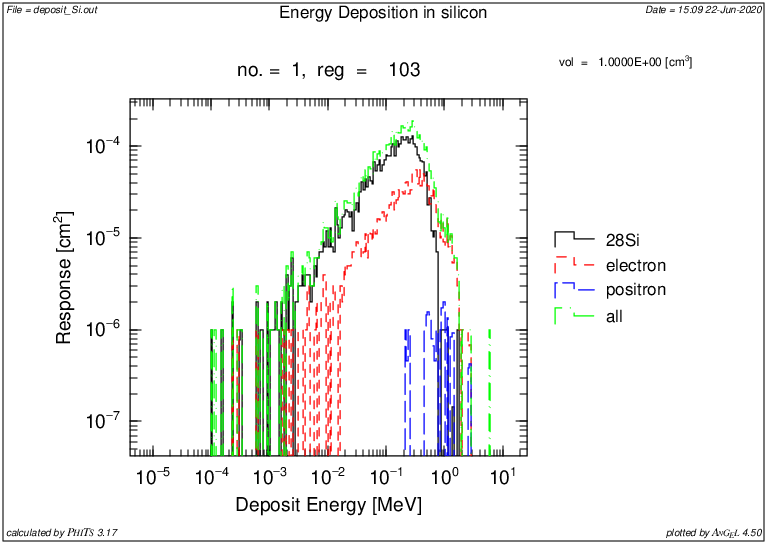 File = deposit_Si.out
Energy Deposition in silicon
Date = 15:09 22-Jun-2020
no. = 1, reg = 103
vol = 1.0000E+00 [cm³]
10⁻⁴
10⁻⁵
10⁻⁶
10⁻⁷
Response [cm²]
28Si
electron
positron
all
10⁻⁵ 10⁻⁴ 10⁻³ 10⁻² 10⁻¹ 10⁰ 10¹
Deposit Energy [MeV]
calculated by PHITS 3.17
plotted by ANGEL 4.50